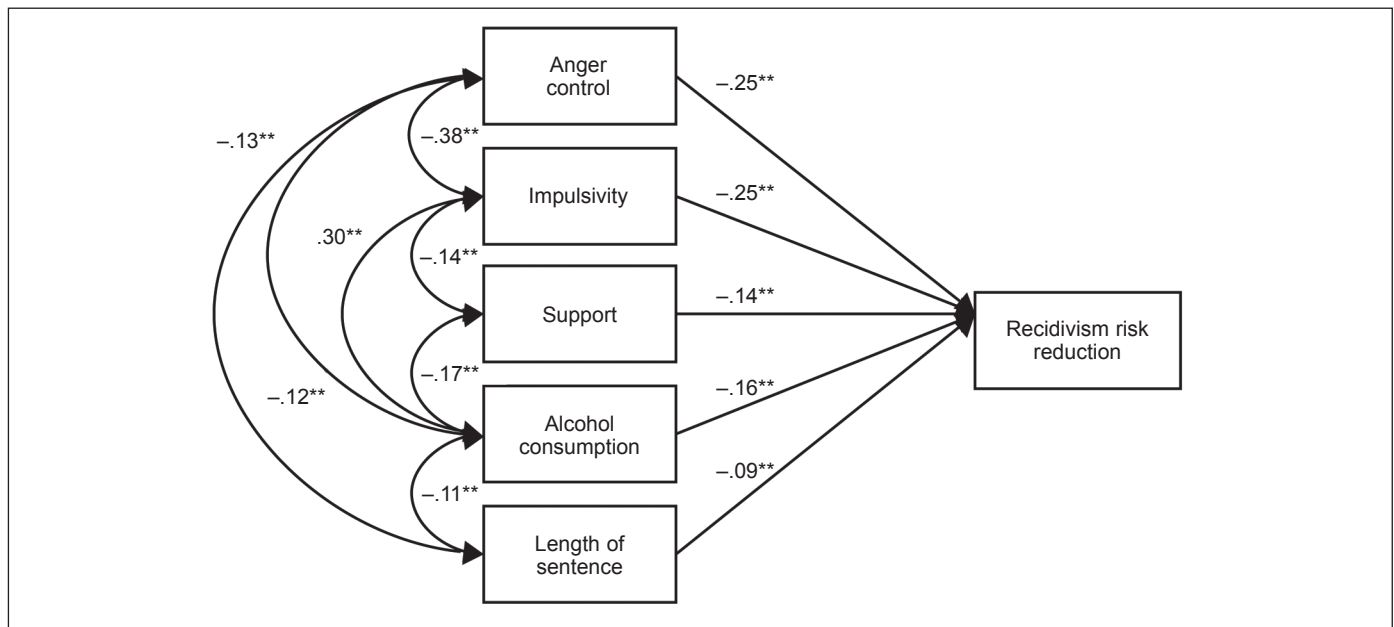 Anger
control
–.25**
–.13**
–.38**
Impulsivity
–.25**
.30**
–.14**
Support
–.14**
Recidivism risk
reduction
–.17**
–.12**
–.16**
Alcohol
consumption
–.09**
–.11**
Length of
sentence